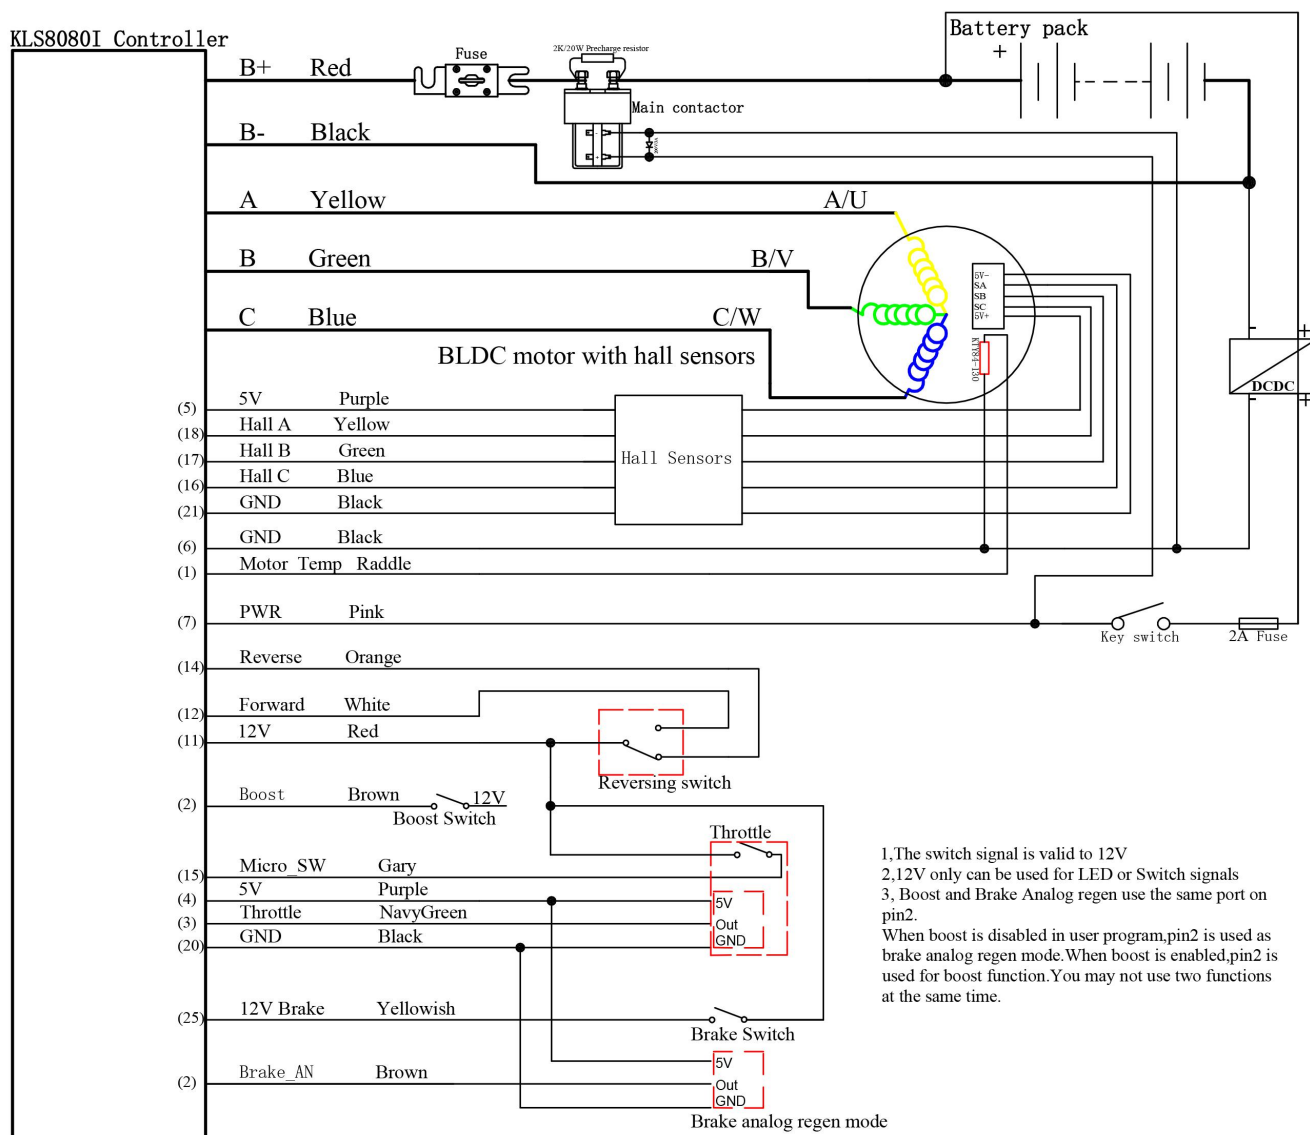 KLS8080I Controller
Battery pack
+
Fuse
2K/20W Precharge resistor
B+ Red
Main contactor
-
+
B- Black
A Yellow A/U
B Green B/V
C Blue C/W
5V-
SA
SB
SC
5V+
KTY84-130
BLDC motor with hall sensors
- +
DCDC
- +
(5) 5V Purple
(18) Hall A Yellow
(17) Hall B Green
(16) Hall C Blue
(21) GND Black
Hall Sensors
(6) GND Black
(1) Motor Temp Raddle
(7) PWR Pink
Key switch
2A Fuse
(14) Reverse Orange
(12) Forward White
(11) 12V Red
Reversing switch
(2) Boost Brown 12V
Boost Switch
Throttle
(15) Micro_SW Gary
(4) 5V Purple 5V
(3) Throttle NavyGreen Out
(20) GND Black GND
1,The switch signal is valid to 12V
2,12V only can be used for LED or Switch signals
3, Boost and Brake Analog regen use the same port on
pin2.
When boost is disabled in user program,pin2 is used as
brake analog regen mode.When boost is enabled,pin2 is
used for boost function.You may not use two functions
at the same time.
(25) 12V Brake Yellowish
Brake Switch
5V
(2) Brake_AN Brown Out
GND
Brake analog regen mode